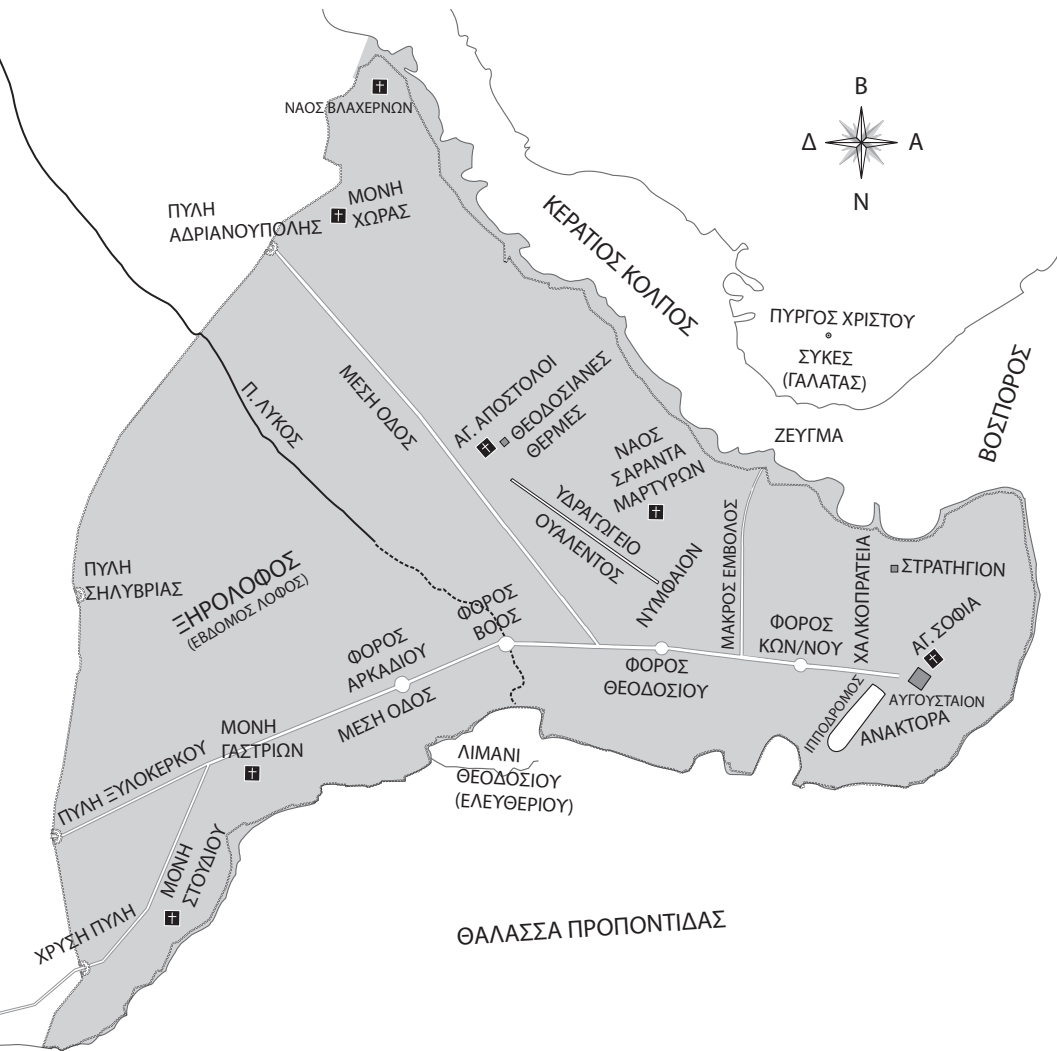 ΝΑΟΣ ΒΛΑΧΕΡΝΩΝ
Β
Δ
Α
Ν
ΜΟΝΗ
ΧΩΡΑΣ
ΠΥΛΗ
ΑΔΡΙΑΝΟΥΠΟΛΗΣ
ΚΕΡΑΤΙΟΣ ΚΟΛΠΟΣ
ΠΥΡΓΟΣ ΧΡΙΣΤΟΥ
ΣΥΚΕΣ
(ΓΑΛΑΤΑΣ)
ΒΟΣΠΟΡΟΣ
Π. ΛΥΚΟΣ
ΜΕΣΗ ΟΔΟΣ
ΑΓ. ΑΠΟΣΤΟΛΟΙ
ΘΕΟΔΟΣΙΑΝΕΣ
ΘΕΡΜΕΣ
ΖΕΥΓΜΑ
ΝΑΟΣ
ΣΑΡΑΝΤΑ
ΜΑΡΤΥΡΩΝ
ΥΔΡΑΓΩΓΕΙΟ
ΟΥΑΛΕΝΤΟΣ
ΝΥΜΦΑΙΟΝ
ΜΑΚΡΟΣ ΕΜΒΟΛΟΣ
ΧΑΛΚΟΠΡΑΤΕΙΑ
ΣΤΡΑΤΗΓΙΟΝ
ΠΥΛΗ
ΣΗΛΥΒΡΙΑΣ
ΞΗΡΟΛΟΦΟΣ
(ΕΒΔΟΜΟΣ ΛΟΦΟΣ)
ΦΟΡΟΣ
ΒΟΟΣ
ΦΟΡΟΣ
ΑΡΚΑΔΙΟΥ
ΜΕΣΗ ΟΔΟΣ
ΦΟΡΟΣ
ΘΕΟΔΟΣΙΟΥ
ΦΟΡΟΣ
ΚΩΝ/ΝΟΥ
ΑΓ. ΣΟΦΙΑ
ΑΥΓΟΥΣΤΑΙΟΝ
ΙΠΠΟΔΡΟΜΟΣ
ΑΝΑΚΤΟΡΑ
ΜΟΝΗ
ΓΑΣΤΡΙΩΝ
ΠΥΛΗ ΞΥΛΟΚΕΡΚΟΥ
ΛΙΜΑΝΙ
ΘΕΟΔΟΣΙΟΥ
(ΕΛΕΥΘΕΡΙΟΥ)
ΜΟΝΗ
ΣΤΟΥΔΙΟΥ
ΧΡΥΣΗ ΠΥΛΗ
ΘΑΛΑΣΣΑ ΠΡΟΠΟΝΤΙΔΑΣ